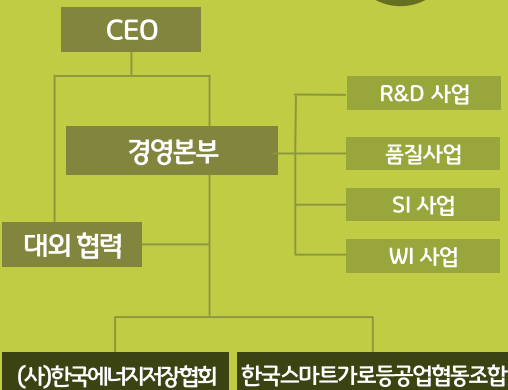 CEO
경영본부
대외 협력
R&D 사업
품질사업
SI 사업
WI 사업
(사)한국에너지저장협회
한국스마트가로등공업협동조합